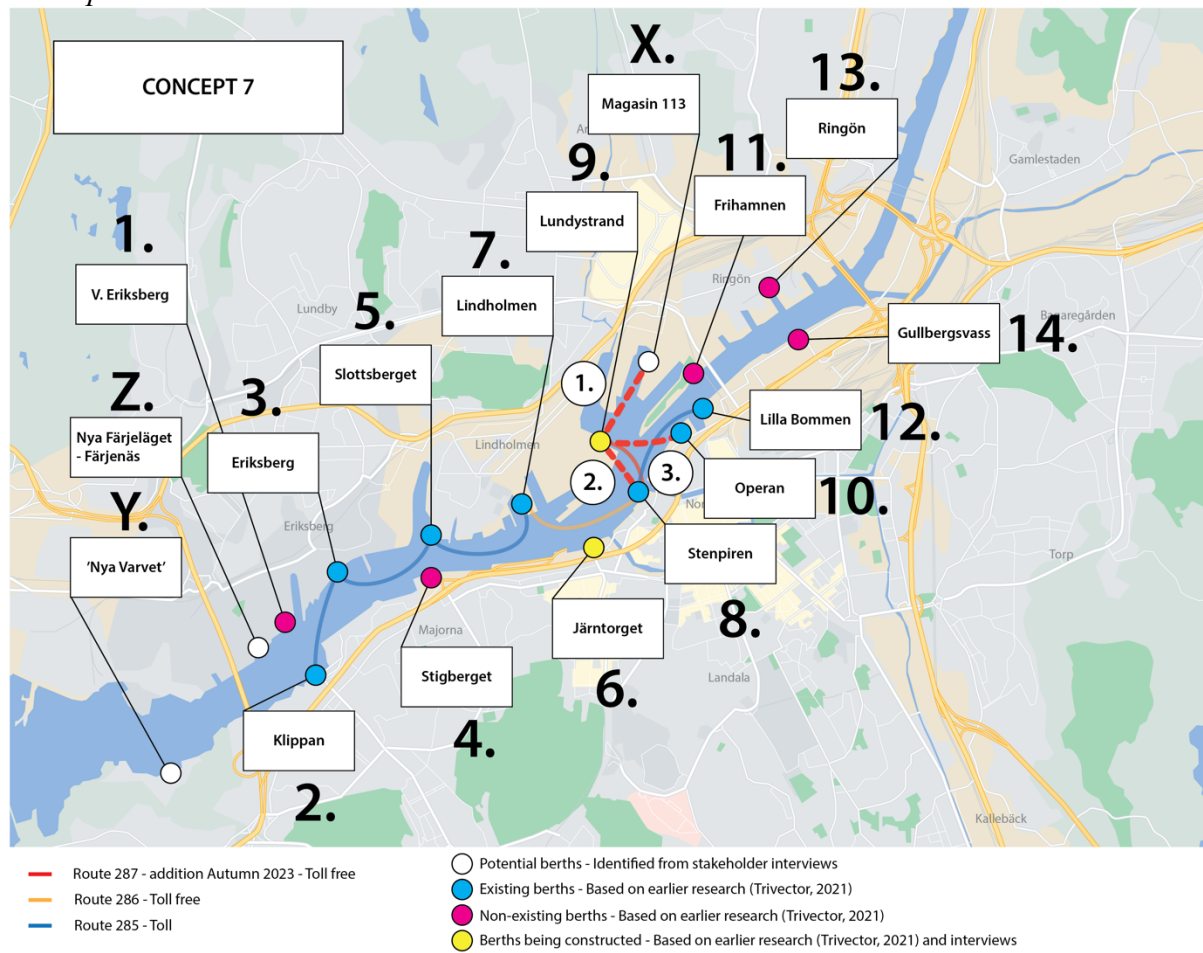 CONCEPT 7
X.
Magasin 113
13.
Ringön
9.
Lundystrand
11.
Frihamnen
Gamlestaden
1.
V. Eriksberg
7.
Lindholmen
Lundby
Ringön
5.
Slottsberget
Gullbergsvass
14.
Bagaregården
Z.
Nya Färjeläget
- Färjenäs
3.
Eriksberg
1.
Lindholmen
Lilla Bommen
12.
2.
3.
Operan
10.
Y.
'Nya Varvet'
Eriksberg
Stenpiren
8.
Torp
Majorna
Järntorget
6.
Stigberget
4.
Landala
Klippan
2.
Kallebäck
Route 287 - addition Autumn 2023 - Toll free
Route 286 - Toll free
Route 285 - Toll
Potential berths - Identified from stakeholder interviews
Existing berths - Based on earlier research (Trivector, 2021)
Non-existing berths - Based on earlier research (Trivector, 2021)
Berths being constructed - Based on earlier research (Trivector, 2021) and interviews